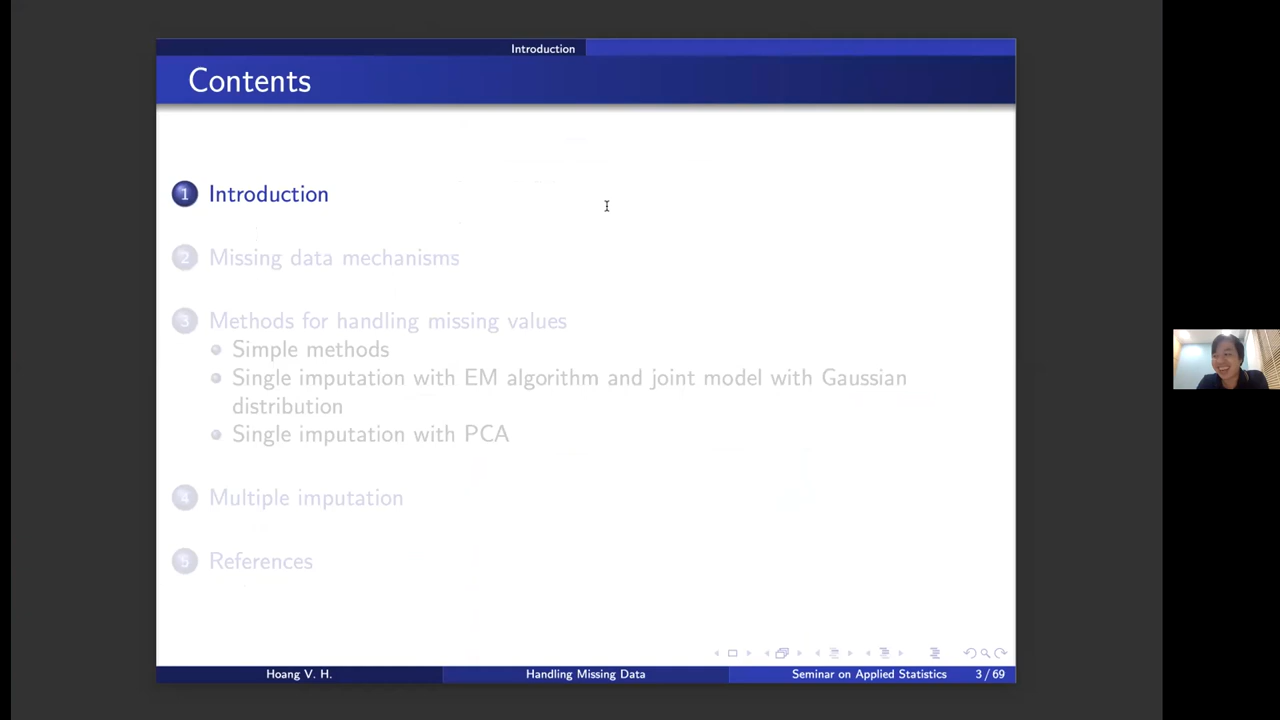 Introduction
Contents
1 Introduction
2 Missing data mechanisms
3 Methods for handling missing values
Simple methods
Single imputation with EM algorithm and joint model with Gaussian
distribution
Single imputation with PCA
4 Multiple imputation
5 References
Hoang V. H. Handling Missing Data Seminar on Applied Statistics 3 / 69